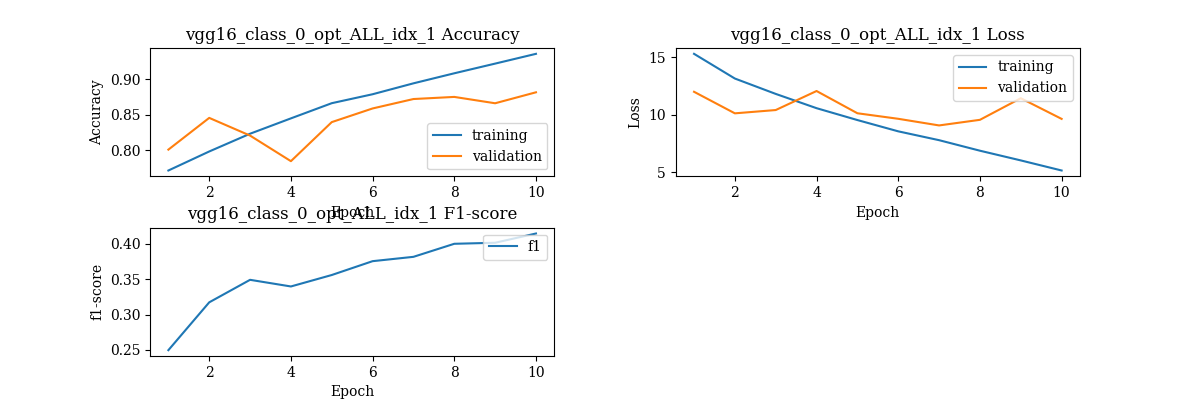 vgg16_class_0_opt_ALL_idx_1 Accuracy
Accuracy
0.90
0.85
0.80
training
validation
2 4 6 8 10
Epoch
vgg16_class_0_opt_ALL_idx_1 Loss
Loss
15
10
5
training
validation
2 4 6 8 10
Epoch
vgg16_class_0_opt_ALL_idx_1 F1-score
f1-score
0.40
0.35
0.30
0.25
f1
2 4 6 8 10
Epoch